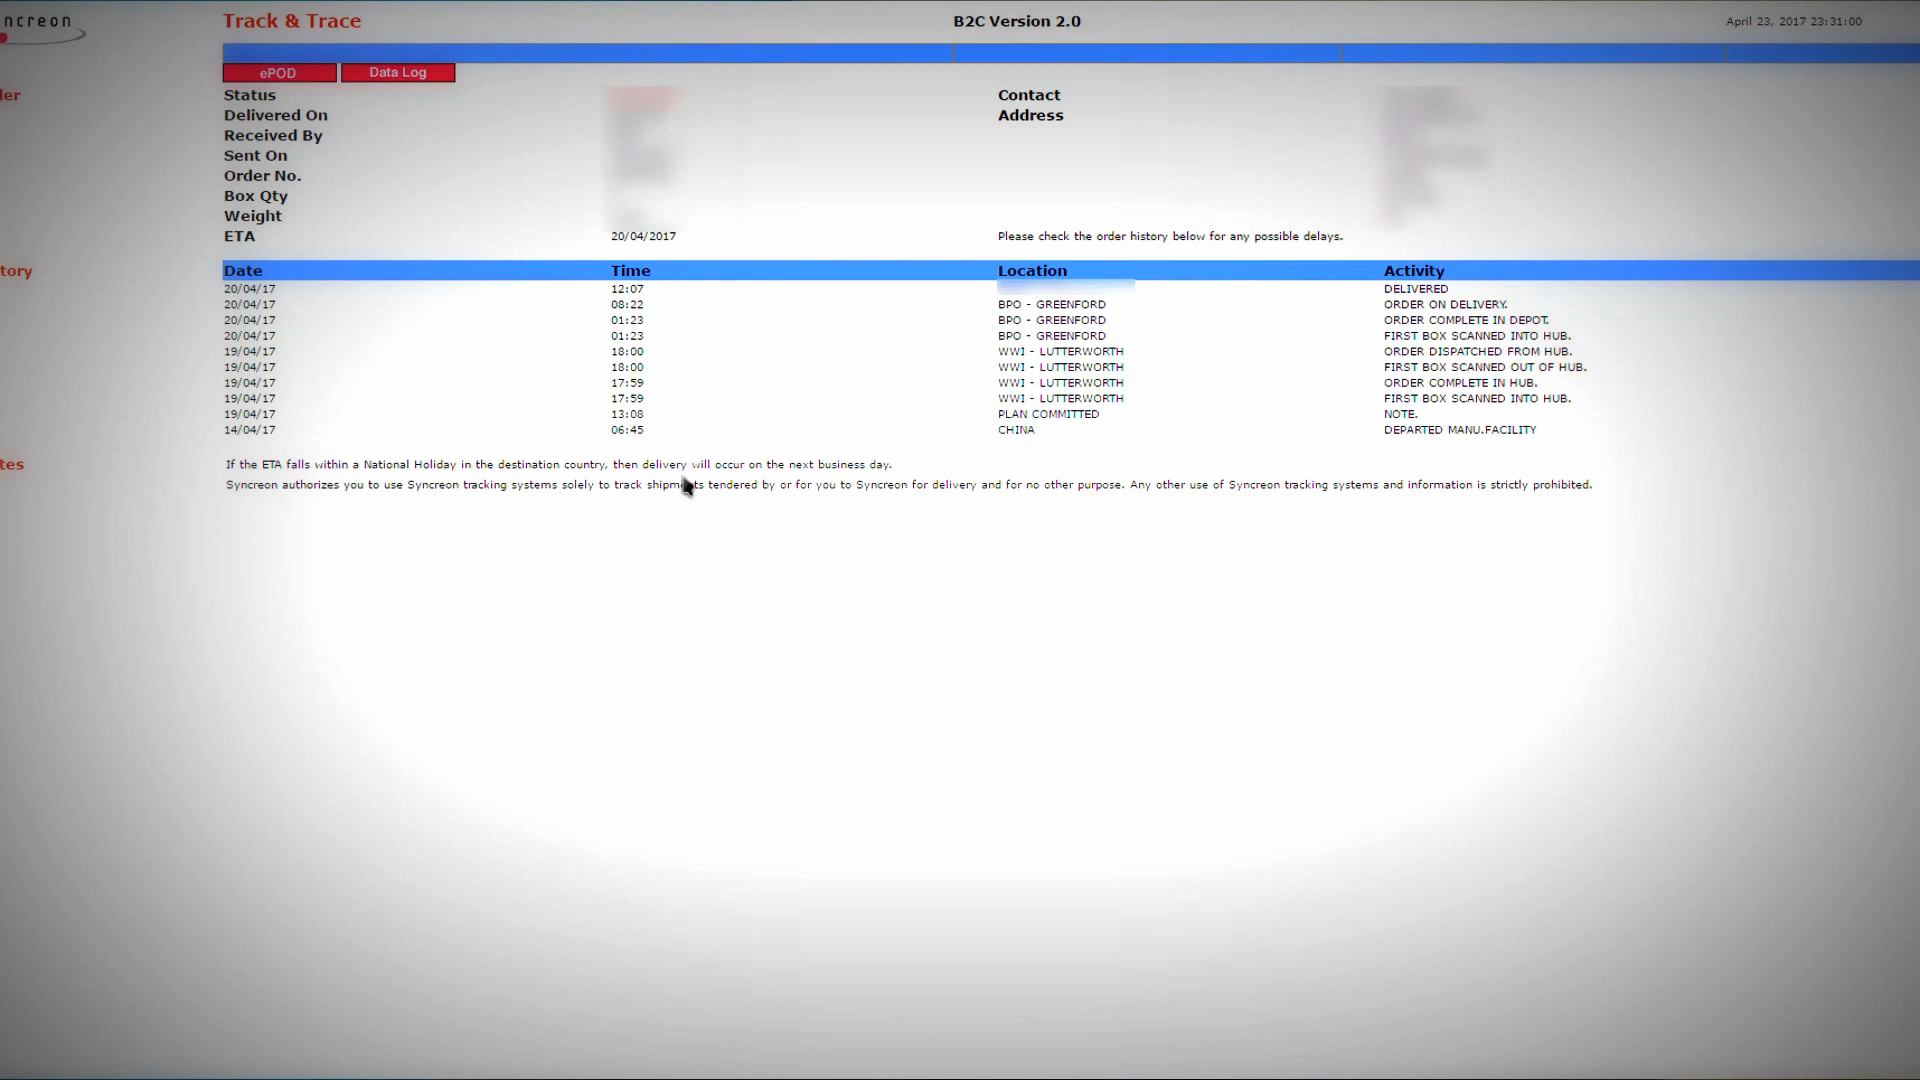 ncreon
Track & Trace
B2C Version 2.0
April 23, 2017 23:31:00
ePOD
Data Log
ler
Status
Contact
Delivered On
Address
Received By
Sent On
Order No.
Box Qty
Weight
ETA 20/04/2017 Please check the order history below for any possible delays.
tory
Date Time Location Activity
20/04/17 12:07 DELIVERED
20/04/17 08:22 BPO - GREENFORD ORDER ON DELIVERY.
20/04/17 01:23 BPO - GREENFORD ORDER COMPLETE IN DEPOT.
20/04/17 01:23 BPO - GREENFORD FIRST BOX SCANNED INTO HUB.
19/04/17 18:00 WWI - LUTTERWORTH ORDER DISPATCHED FROM HUB.
19/04/17 18:00 WWI - LUTTERWORTH FIRST BOX SCANNED OUT OF HUB.
19/04/17 17:59 WWI - LUTTERWORTH ORDER COMPLETE IN HUB.
19/04/17 17:59 WWI - LUTTERWORTH FIRST BOX SCANNED INTO HUB.
19/04/17 13:08 PLAN COMMITTED NOTE.
14/04/17 06:45 CHINA DEPARTED MANU.FACILITY
tes
If the ETA falls within a National Holiday in the destination country, then delivery will occur on the next business day.
Syncreon authorizes you to use Syncreon tracking systems solely to track shipments tendered by or for you to Syncreon for delivery and for no other purpose. Any other use of Syncreon tracking systems and information is strictly prohibited.